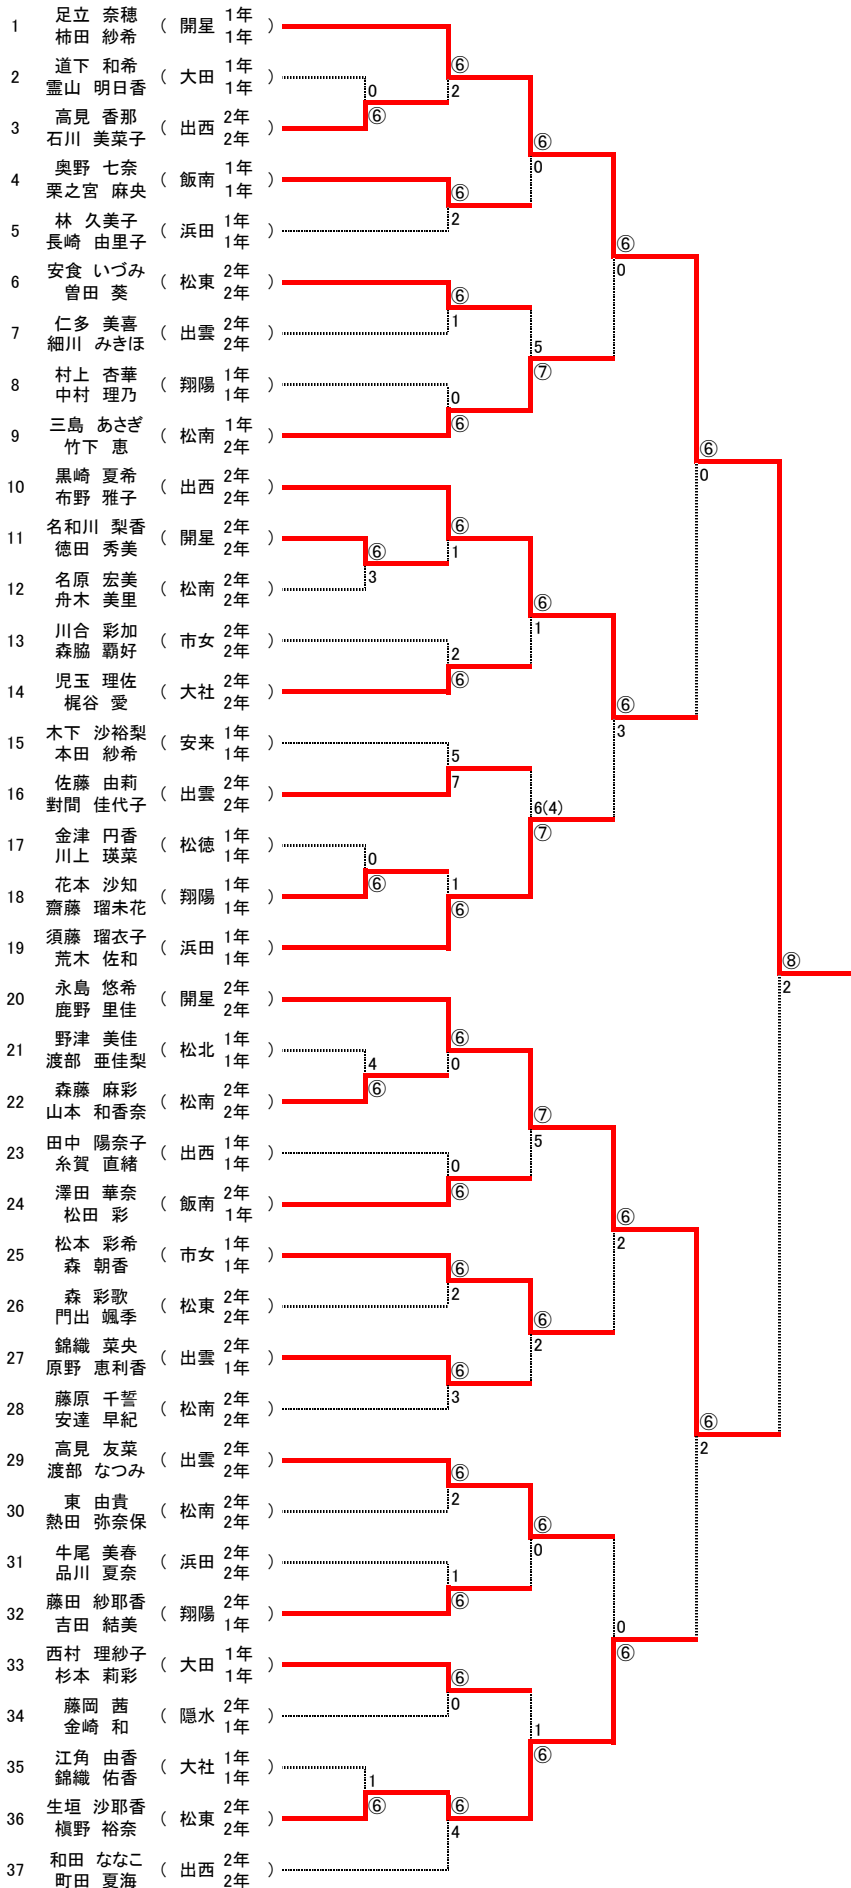 1 足立 奈穂 柿田 紗希 ( 開星 1年 1年 )
2 道下 和希 霊山 明日香 ( 大田 1年 1年 )
3 高見 香那 石川 美菜子 ( 出西 2年 2年 )
4 奥野 七奈 栗之宮 麻央 ( 飯南 1年 1年 )
5 林 久美子 長崎 由里子 ( 浜田 1年 1年 )
6 安食 いづみ 曽田 葵 ( 松東 2年 2年 )
7 仁多 美喜 細川 みきほ ( 出雲 2年 2年 )
8 村上 杏華 中村 理乃 ( 翔陽 1年 1年 )
9 三島 あさぎ 竹下 恵 ( 松南 1年 2年 )
10 黒崎 夏希 布野 雅子 ( 出西 2年 2年 )
11 名和川 梨香 徳田 秀美 ( 開星 2年 2年 )
12 名原 宏美 舟木 美里 ( 松南 2年 2年 )
13 川合 彩加 森脇 覇好 ( 市女 2年 2年 )
14 児玉 理佐 梶谷 愛 ( 大社 2年 2年 )
15 木下 沙裕梨 本田 紗希 ( 安来 1年 1年 )
16 佐藤 由莉 對間 佳代子 ( 出雲 2年 2年 )
17 金津 円香 川上 瑛菜 ( 松徳 1年 1年 )
18 花本 沙知 齋藤 瑠未花 ( 翔陽 1年 1年 )
19 須藤 瑠衣子 荒木 佐和 ( 浜田 1年 1年 )
20 永島 悠希 鹿野 里佳 ( 開星 2年 2年 )
21 野津 美佳 渡部 亜佳梨 ( 松北 1年 1年 )
22 森藤 麻彩 山本 和香奈 ( 松南 2年 2年 )
23 田中 陽奈子 糸賀 直緒 ( 出西 1年 1年 )
24 澤田 華奈 松田 彩 ( 飯南 2年 1年 )
25 松本 彩希 森 朝香 ( 市女 1年 1年 )
26 森 彩歌 門出 颯季 ( 松東 2年 2年 )
27 錦織 菜央 原野 恵利香 ( 出雲 2年 1年 )
28 藤原 千誓 安達 早紀 ( 松南 2年 2年 )
29 高見 友菜 渡部 なつみ ( 出雲 2年 2年 )
30 東 由貴 熱田 弥奈保 ( 松南 2年 2年 )
31 牛尾 美春 品川 夏奈 ( 浜田 2年 2年 )
32 藤田 紗耶香 吉田 結美 ( 翔陽 2年 1年 )
33 西村 理紗子 杉本 莉彩 ( 大田 1年 1年 )
34 藤岡 茜 金崎 和 ( 隠水 2年 1年 )
35 江角 由香 錦織 佑香 ( 大社 1年 1年 )
36 生垣 沙耶香 槇野 裕奈 ( 松東 2年 2年 )
37 和田 ななこ 町田 夏海 ( 出西 2年 2年 )
0
⑥
⑥
3
0
⑥
4
⑥
1
⑥
⑥
2
⑥
2
⑥
1
0
⑥
⑥
1
2
⑥
5
7
1
⑥
⑥
0
0
⑥
⑥
2
⑥
3
⑥
2
1
⑥
⑥
0
⑥
4
⑥
0
5
⑦
⑥
1
6(4)
⑦
⑦
5
⑥
2
⑥
0
1
⑥
⑥
0
⑥
3
⑥
2
0
⑥
⑥
0
⑥
2
⑧
2